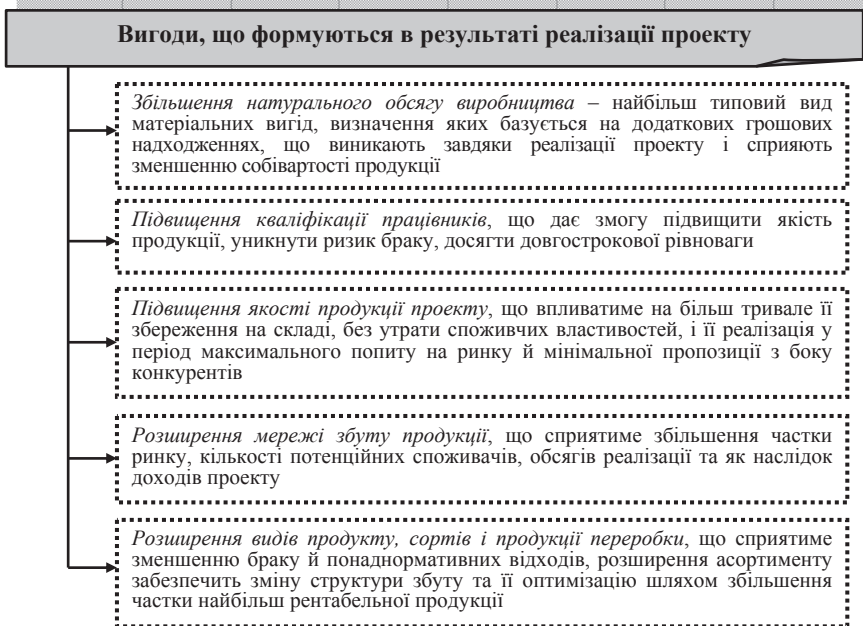 Вигоди, що формуються в результаті реалізації проекту
Збільшення натурального обсягу виробництва – найбільш типовий вид
матеріальних вигід, визначення яких базується на додаткових грошових
надходженнях, що виникають завдяки реалізації проекту і сприяють
зменшенню собівартості продукції
Підвищення кваліфікації працівників, що дає змогу підвищити якість
продукції, уникнути ризик браку, досягти довгострокової рівноваги
Підвищення якості продукції проекту, що впливатиме на більш тривале її
збереження на складі, без утрати споживчих властивостей, і її реалізація у
період максимального попиту на ринку й мінімальної пропозиції з боку
конкурентів
Розширення мережі збуту продукції, що сприятиме збільшення частки
ринку, кількості потенційних споживачів, обсягів реалізації та як наслідок
доходів проекту
Розширення видів продукту, сортів і продукції переробки, що сприятиме
зменшенню браку й понаднормативних відходів, розширення асортименту
забезпечить зміну структури збуту та її оптимізацію шляхом збільшення
частки найбільш рентабельної продукції